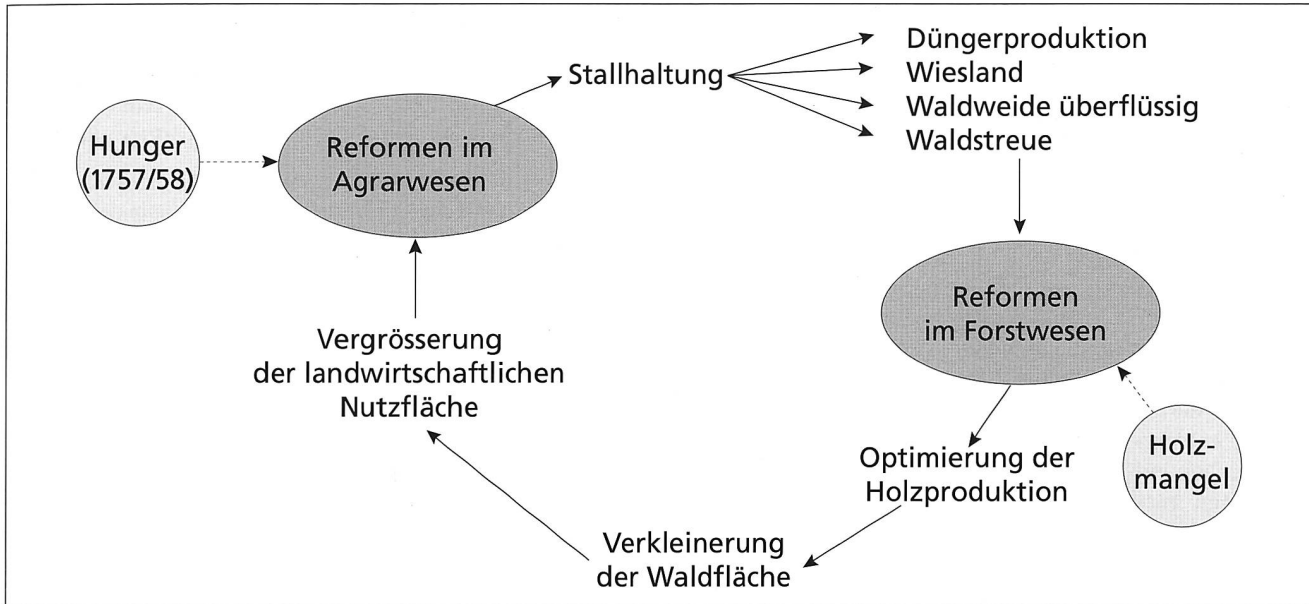 Stallhaltung
Düngerproduktion
Wiesland
Waldweide überflüssig
Waldstreue
Hunger
(1757/58)
Reformen im
Agrarwesen
Reformen
im Forstwesen
Vergrösserung
der landwirtschaftlichen
Nutzfläche
Optimierung der
Holzproduktion
Holz-
mangel
Verkleinerung
der Waldfläche